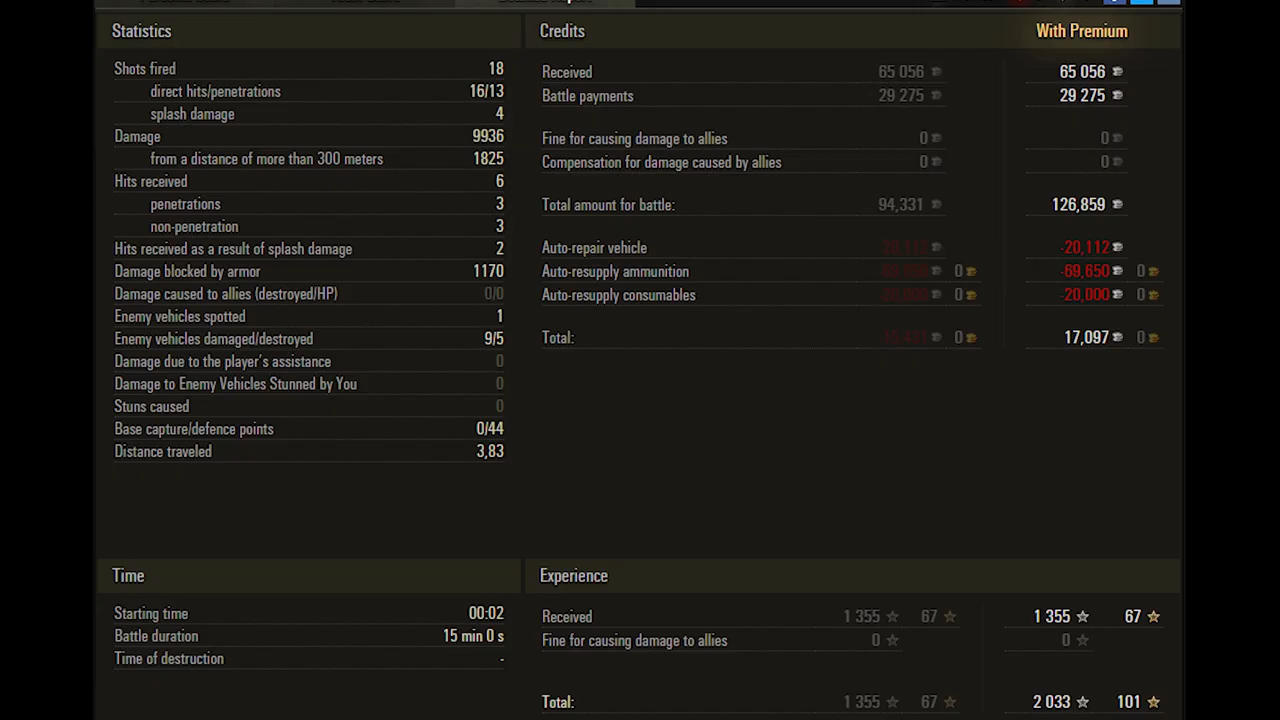 Statistics
Shots fired 18
direct hits/penetrations 16/13
splash damage 4
Damage 9936
from a distance of more than 300 meters 1825
Hits received 6
penetrations 3
non-penetration 3
Hits received as a result of splash damage 2
Damage blocked by armor 1170
Damage caused to allies (destroyed/HP) 0/0
Enemy vehicles spotted 1
Enemy vehicles damaged/destroyed 9/5
Damage due to the player's assistance 0
Damage to Enemy Vehicles Stunned by You 0
Stuns caused 0
Base capture/defence points 0/44
Distance traveled 3,83
Credits With Premium
Received 65 056 65 056
Battle payments 29 275 29 275
Fine for causing damage to allies 0 0
Compensation for damage caused by allies 0 0
Total amount for battle: 94,331 126,859
Auto-repair vehicle -20,112
Auto-resupply ammunition 0 -69,650 0
Auto-resupply consumables 0 -20,000 0
Total: 0 17,097 0
Time
Starting time 00:02
Battle duration 15 min 0 s
Time of destruction -
Experience
Received 1 355 67 1 355 67
Fine for causing damage to allies 0 0
Total: 1 355 67 2 033 101